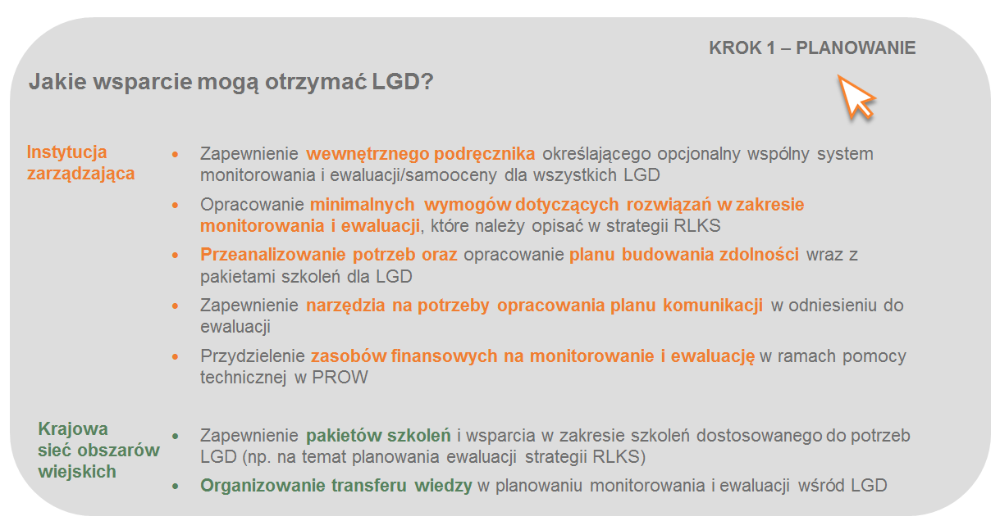 KROK 1 – PLANOWANIE
Jakie wsparcie mogą otrzymać LGD?
Instytucja
zarządzająca
• Zapewnienie wewnętrznego podręcznika określającego opcjonalny wspólny system
monitorowania i ewaluacji/samooceny dla wszystkich LGD
• Opracowanie minimalnych wymogów dotyczących rozwiązań w zakresie
monitorowania i ewaluacji, które należy opisać w strategii RLKS
• Przeanalizowanie potrzeb oraz opracowanie planu budowania zdolności wraz z
pakietami szkoleń dla LGD
• Zapewnienie narzędzia na potrzeby opracowania planu komunikacji w odniesieniu do
ewaluacji
• Przydzielenie zasobów finansowych na monitorowanie i ewaluację w ramach pomocy
technicznej w PROW
Krajowa
sieć obszarów
wiejskich
• Zapewnienie pakietów szkoleń i wsparcia w zakresie szkoleń dostosowanego do potrzeb
LGD (np. na temat planowania ewaluacji strategii RLKS)
• Organizowanie transferu wiedzy w planowaniu monitorowania i ewaluacji wśród LGD